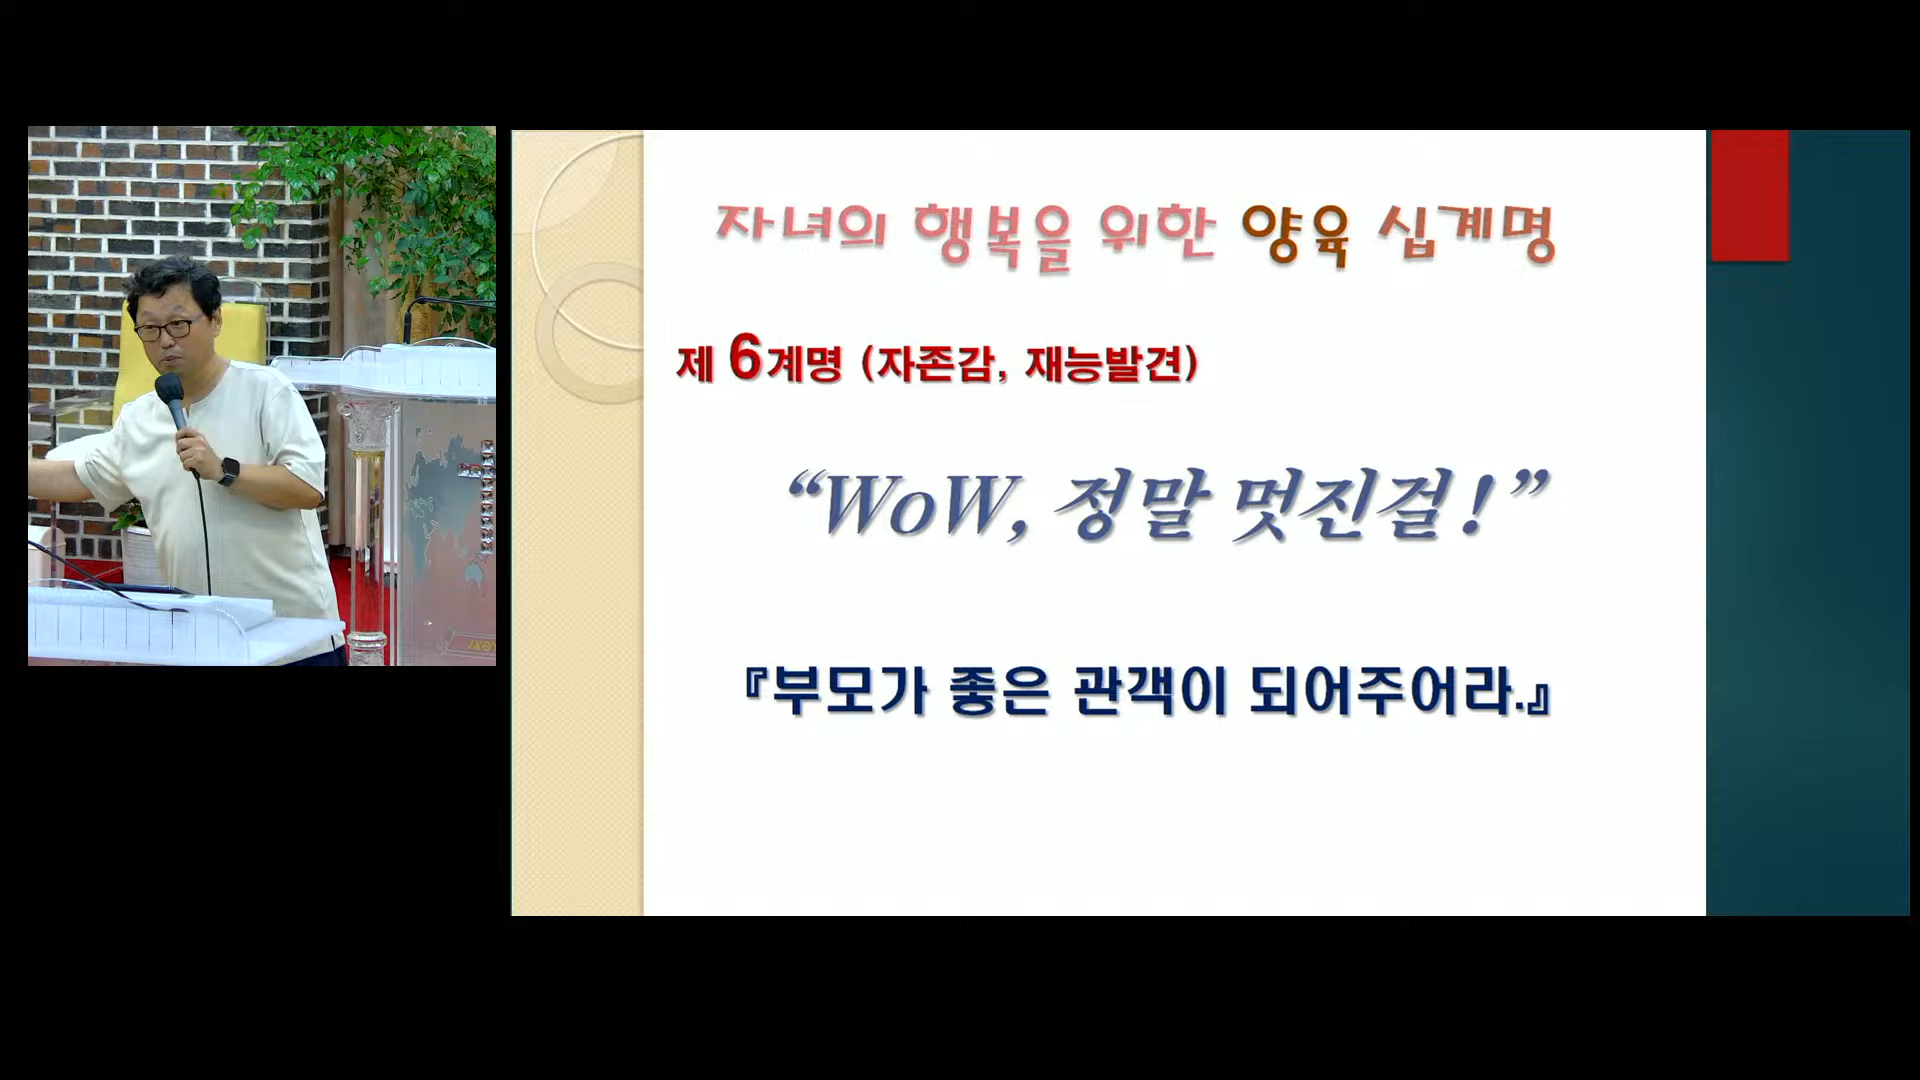 자녀의 행복을 위한 양육 십계명
제 6계명 (자존감, 재능발견)
“WoW, 정말 멋진걸!”
『부모가 좋은 관객이 되어주어라.』